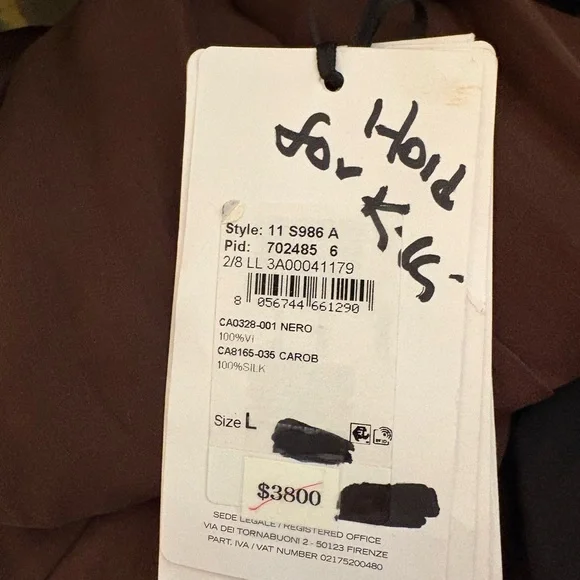 Hold
for K.G.
Style: 11 S986 A
Pid: 702485 6
2/8 LL 3A00041179
8 056744 661290
CA0328-001 NERO
100%VI
CA8165-035 CAROB
100%SILK
Size L
$3800
SEDE LEGALE / REGISTERED OFFICE
VIA DEI TORNABUONI 2 - 50123 FIRENZE
PART. IVA / VAT NUMBER 02175200480